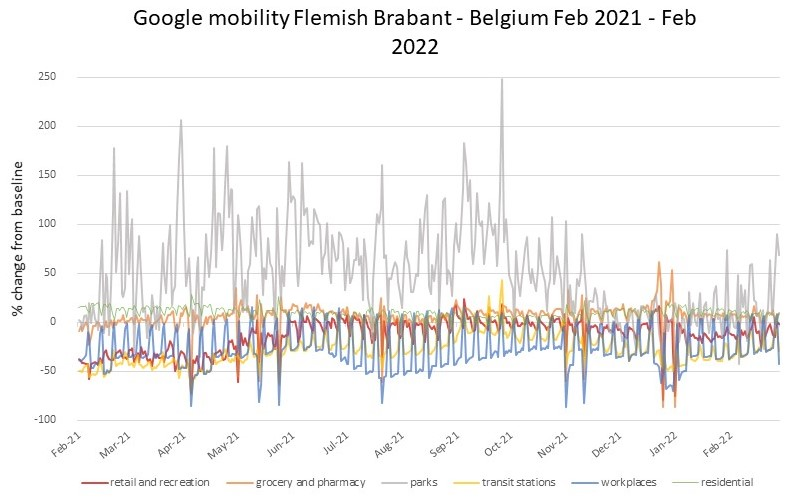 Google mobility Flemish Brabant - Belgium Feb 2021 - Feb
2022
% change from baseline
250
200
150
100
50
0
-50
-100
Feb-21 Mar-21 Apr-21 May-21 Jun-21 Jul-21 Aug-21 Sep-21 Oct-21 Nov-21 Dec-21 Jan-22 Feb-22
retail and recreation grocery and pharmacy parks transit stations workplaces residential